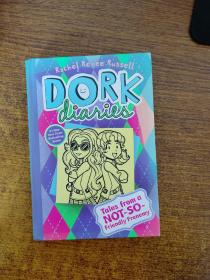 Rachel Renée Russell
DORK
diaries
Tales from a
NOT-SO-
Friendly Frenemy